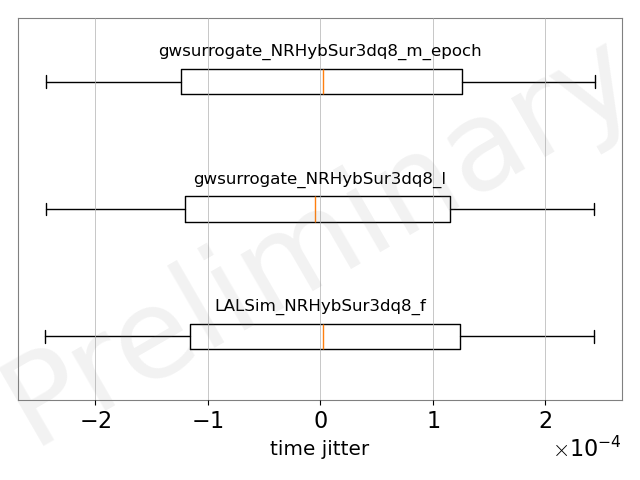 gwsurrogate_NRHybSur3dq8_m_epoch
gwsurrogate_NRHybSur3dq8_l
LALSim_NRHybSur3dq8_f
Preliminary
−2 −1 0 1 2
time jitter
×10⁻⁴